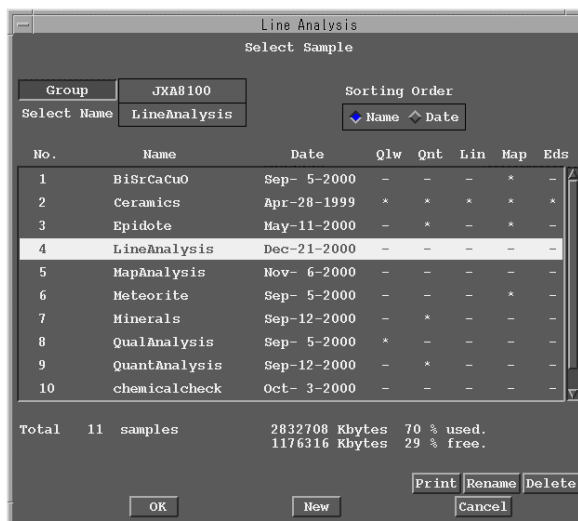 Line Analysis
Select Sample
Group JXA8100 Sorting Order
Select Name LineAnalysis Name Date
No. Name Date Qlw Qnt Lin Map Eds
1 BiSrCaCuO Sep- 5-2000 - - - * -
2 Ceramics Apr-28-1999 * * * * *
3 Epidote May-11-2000 - * - * -
4 LineAnalysis Dec-21-2000 - - - - -
5 MapAnalysis Nov- 6-2000 - - - - -
6 Meteorite Sep- 5-2000 - - - * -
7 Minerals Sep-12-2000 - * - - -
8 QualAnalysis Sep- 5-2000 * - - - -
9 QuantAnalysis Sep-12-2000 - * - - -
10 chemicalcheck Oct- 3-2000 - - - - -
Total 11 samples 2832708 Kbytes 70 % used.
1176316 Kbytes 29 % free.
Print Rename Delete
OK New Cancel